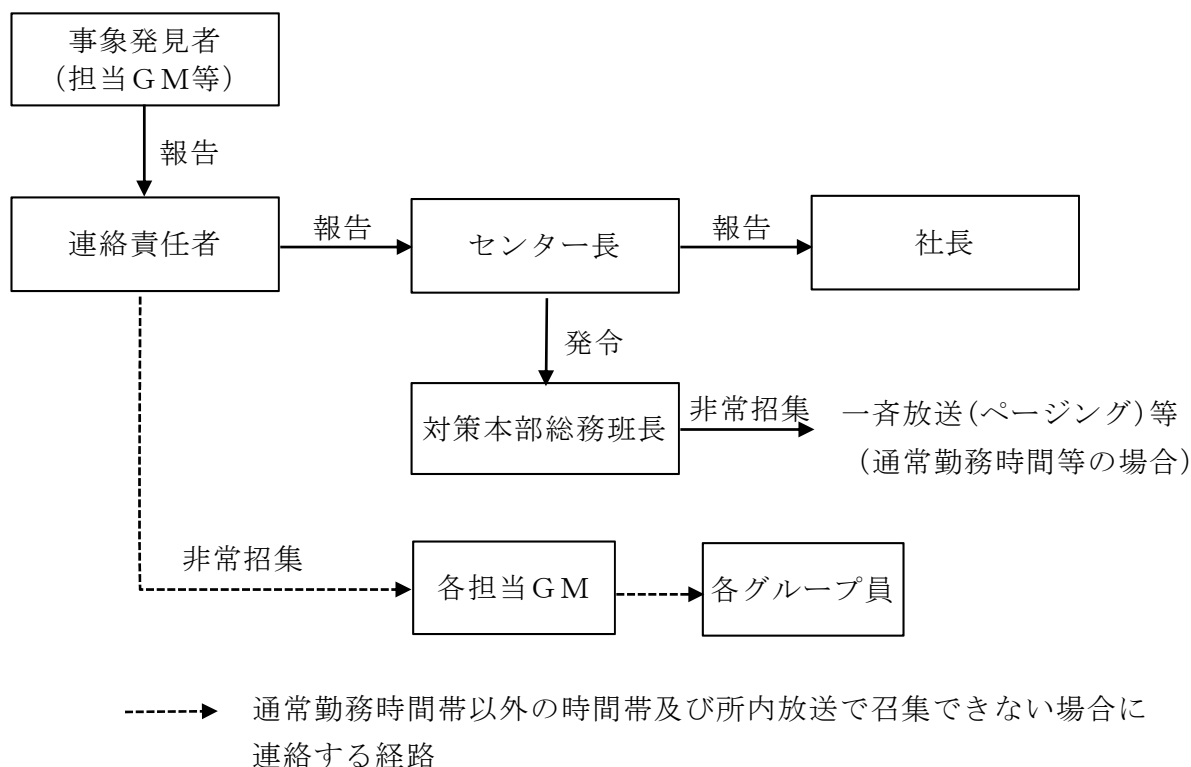 事象発見者
(担当ＧＭ等)
報告
連絡責任者
報告
センター長
報告
社長
発令
対策本部総務班長
非常招集
一斉放送(ページング)等
(通常勤務時間等の場合)
非常招集
各担当ＧＭ
各グループ員
通常勤務時間帯以外の時間帯及び所内放送で召集できない場合に
連絡する経路